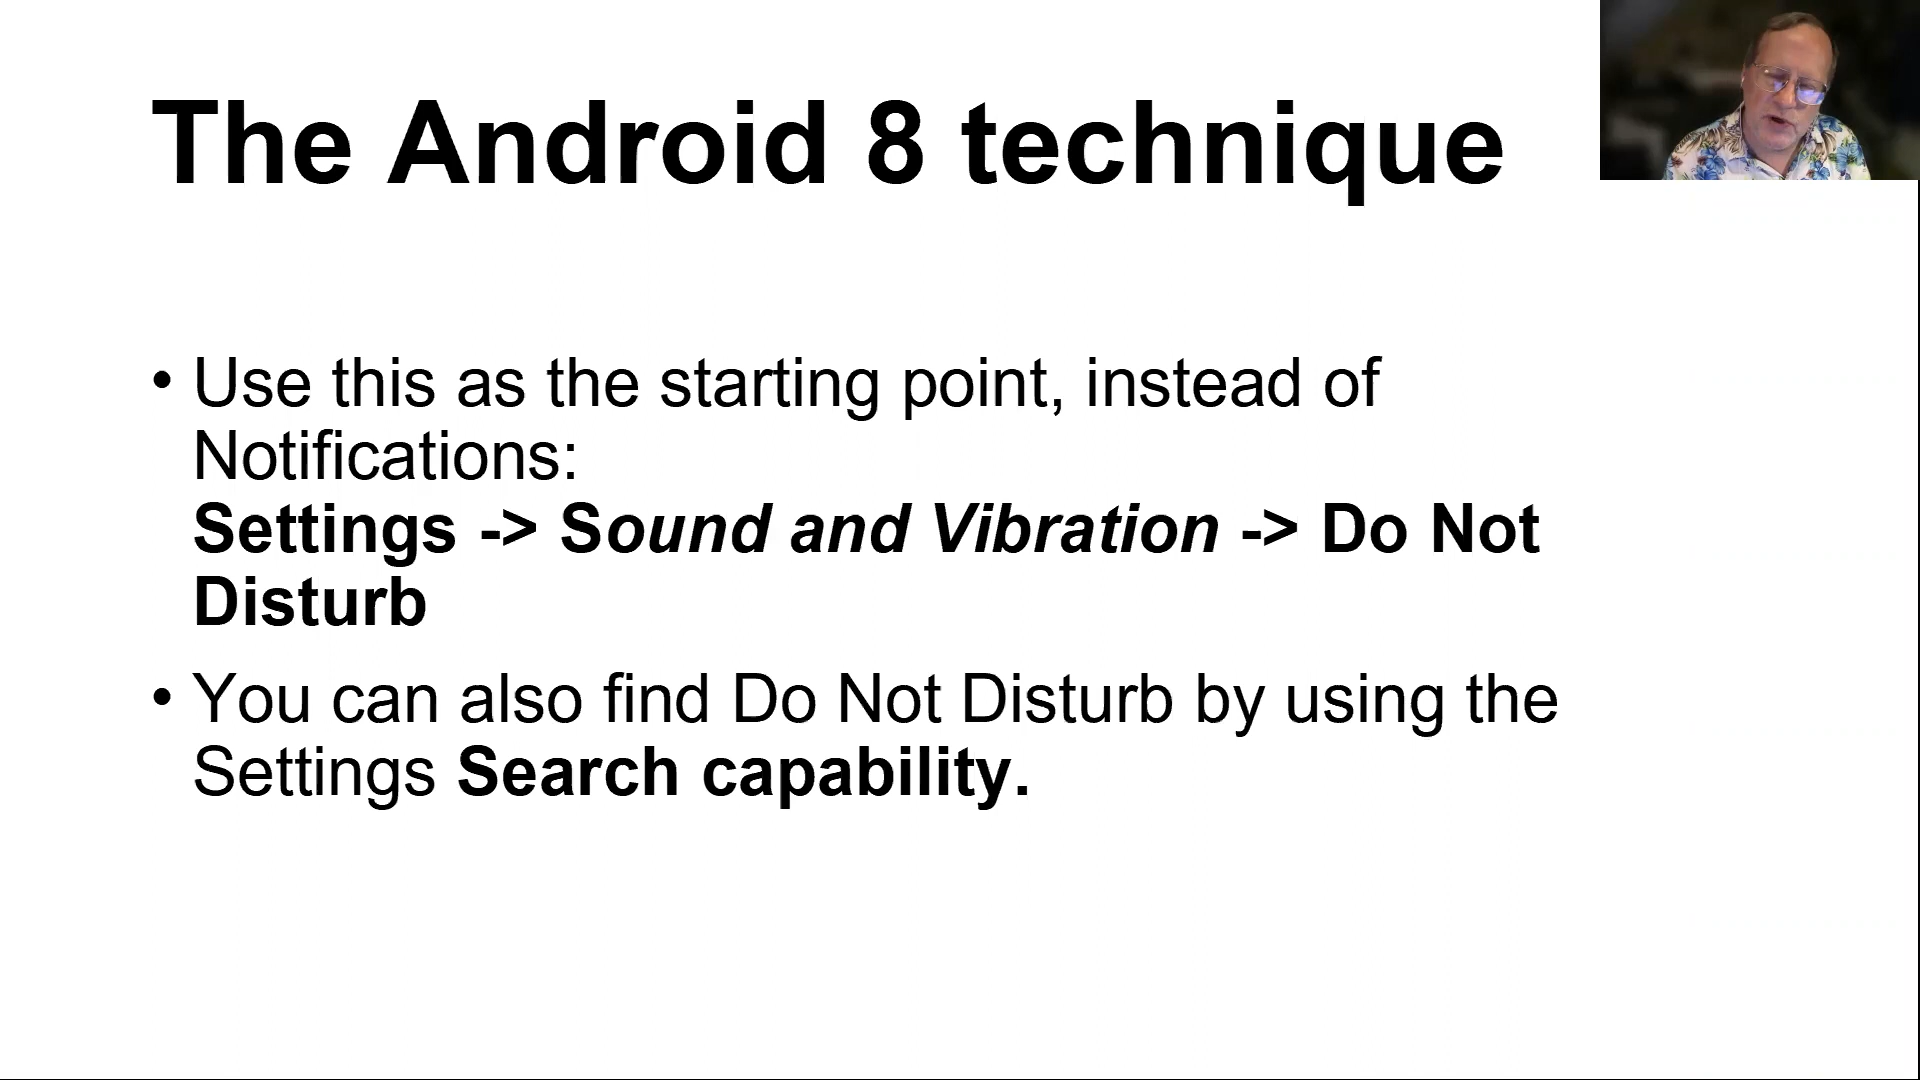 The Android 8 technique
• Use this as the starting point, instead of
Notifications:
Settings -> Sound and Vibration -> Do Not
Disturb
• You can also find Do Not Disturb by using the
Settings Search capability.